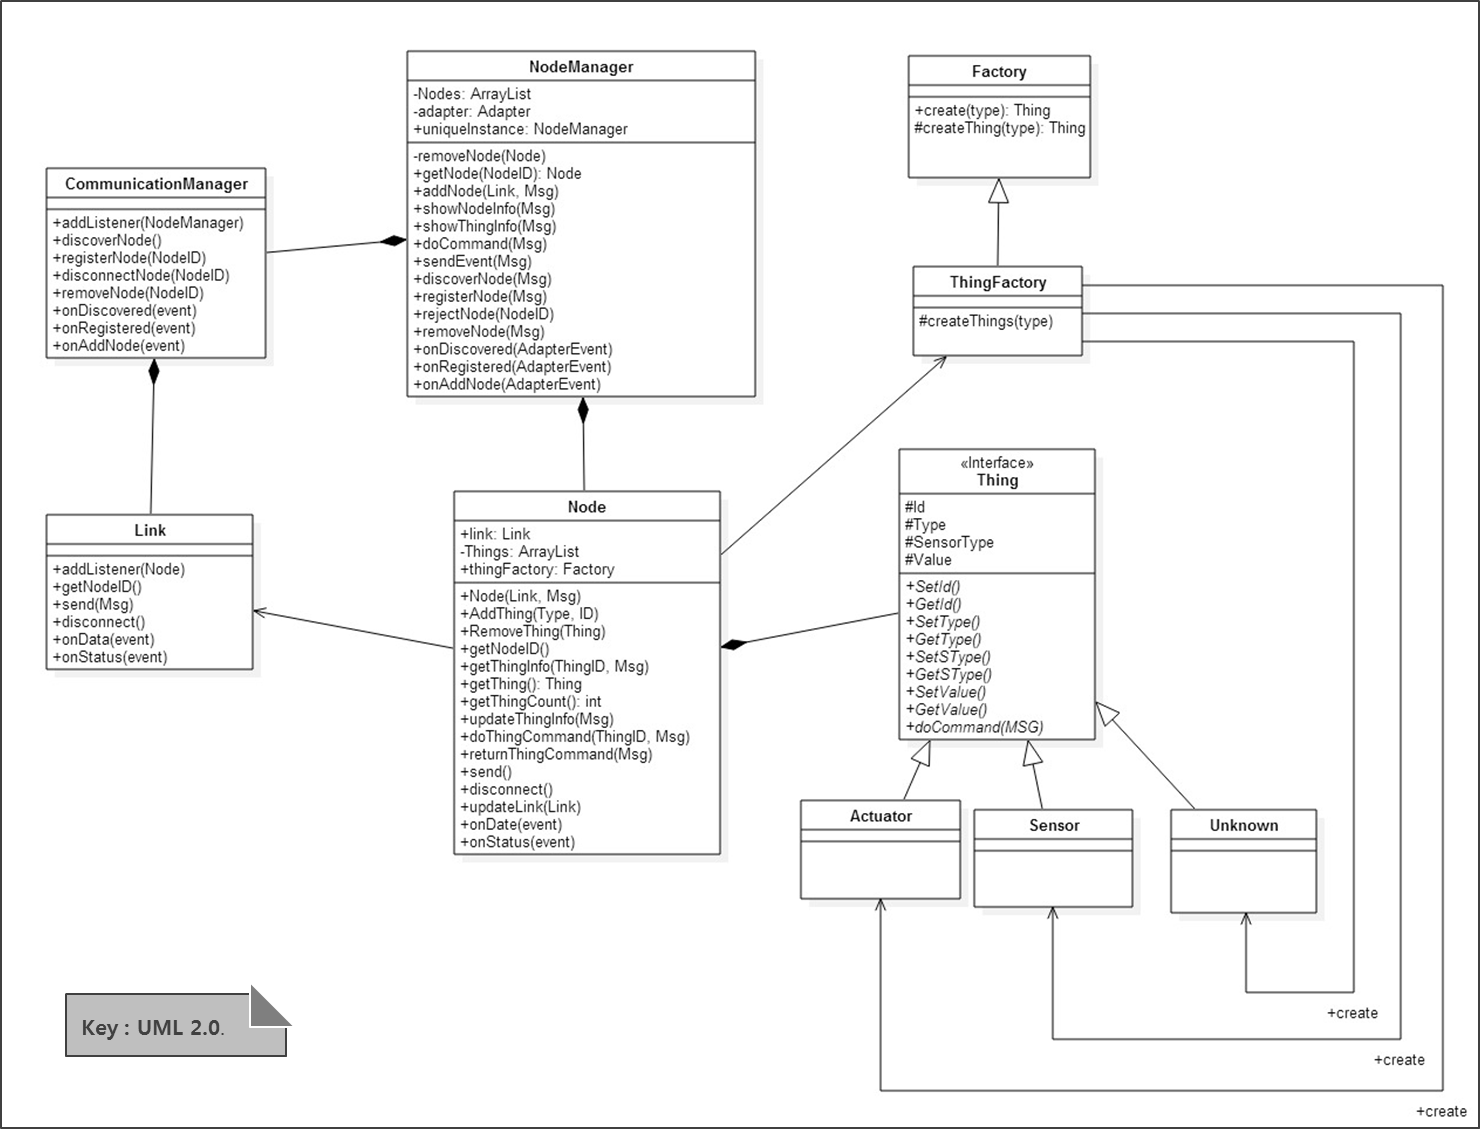 NodeManager
-Nodes: ArrayList
-adapter: Adapter
+uniqueInstance: NodeManager
-removeNode(Node)
+getNode(NodeID): Node
+addNode(Link, Msg)
+showNodeInfo(Msg)
+showThingInfo(Msg)
+doCommand(Msg)
+sendEvent(Msg)
+discoverNode(Msg)
+registerNode(Msg)
+rejectNode(NodeID)
+removeNode(Msg)
+onDiscovered(AdapterEvent)
+onRegistered(AdapterEvent)
+onAddNode(AdapterEvent)
Factory
+create(type): Thing
#createThing(type): Thing
CommunicationManager
+addListener(NodeManager)
+discoverNode()
+registerNode(NodeID)
+disconnectNode(NodeID)
+removeNode(NodeID)
+onDiscovered(event)
+onRegistered(event)
+onAddNode(event)
ThingFactory
#createThings(type)
Link
+addListener(Node)
+getNodeID()
+send(Msg)
+disconnect()
+onData(event)
+onStatus(event)
Node
+link: Link
-Things: ArrayList
+thingFactory: Factory
+Node(Link, Msg)
+AddThing(Type, ID)
+RemoveThing(Thing)
+getNodeID()
+getThingInfo(ThingID, Msg)
+getThing(): Thing
+getThingCount(): int
+updateThingInfo(Msg)
+doThingCommand(ThingID, Msg)
+returnThingCommand(Msg)
+send()
+disconnect()
+updateLink(Link)
+onDate(event)
+onStatus(event)
«Interface»
Thing
#Id
#Type
#SensorType
#Value
+SetId()
+GetId()
+SetType()
+GetType()
+SetSType()
+GetSType()
+SetValue()
+GetValue()
+doCommand(MSG)
Actuator
Sensor
Unknown
+create
+create
+create
Key : UML 2.0.